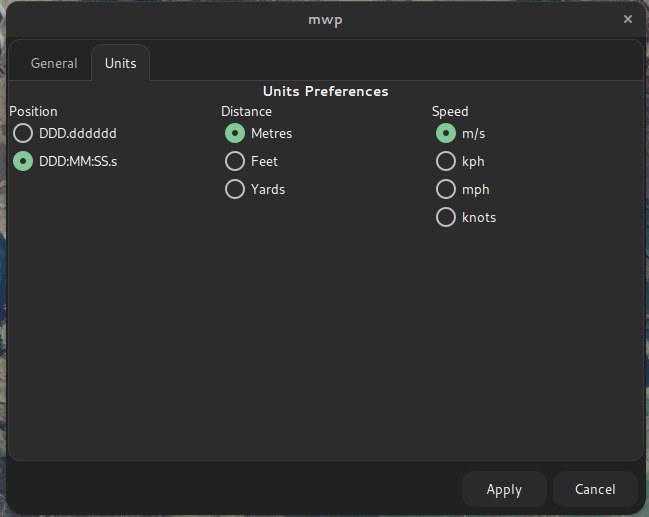 mwp
General Units
Units Preferences
Position Distance Speed
DDD.dddddd Metres m/s
DDD:MM:SS.s Feet kph
Yards mph
knots
Apply Cancel